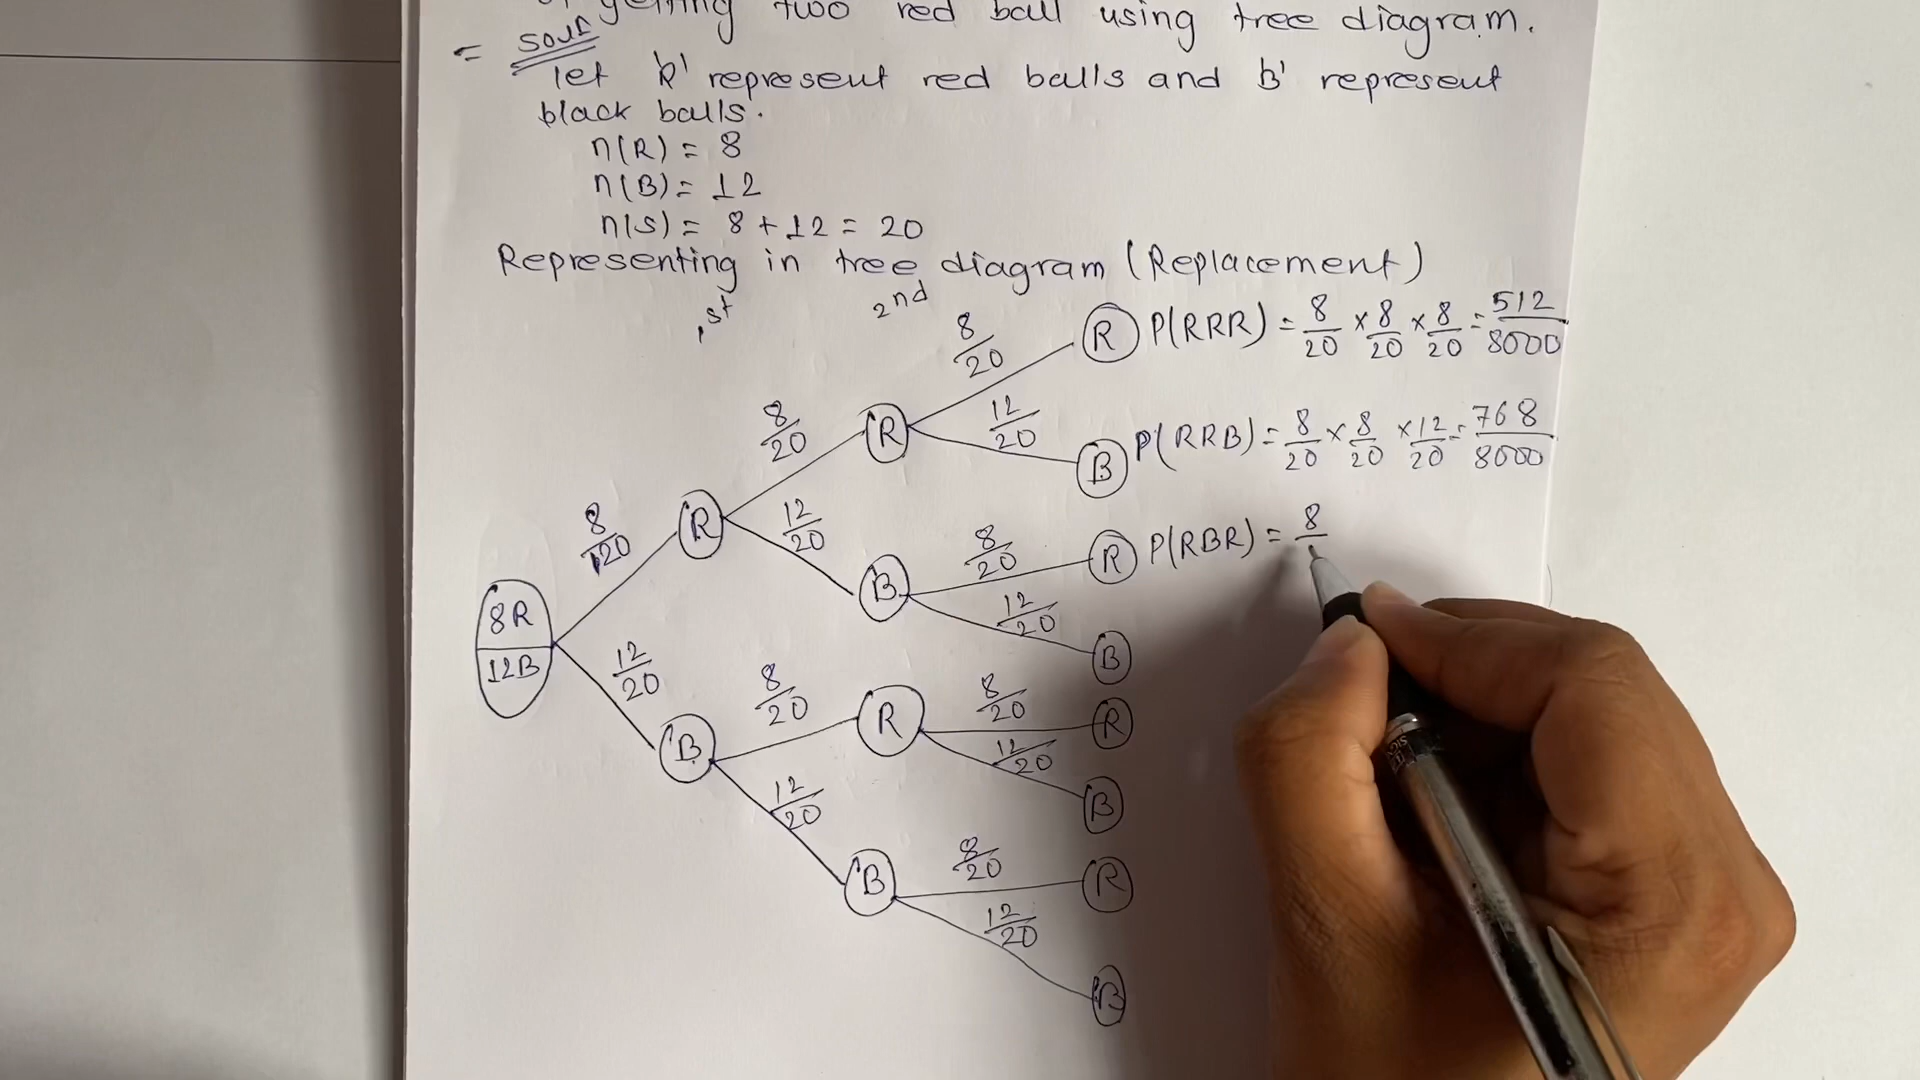 getting two red ball using tree diagram.
= Soln
let 'R' represent red balls and B' represent
black balls.
n(R) = 8
n(B) = 12
n(S) = 8 + 12 = 20
Representing in tree diagram (Replacement)
1st 2nd
8/20 R P(RRR) = 8/20 × 8/20 × 8/20 = 512/8000
8/20 R 12/20 B P(RRB) = 8/20 × 8/20 × 12/20 = 768/8000
8/20 R 12/20 B 8/20 R P(RBR) = 8
12/20 B
8R
12B
12/20 B 8/20 R 8/20 R
12/20 B
12/20 B 8/20 R
12/20 B